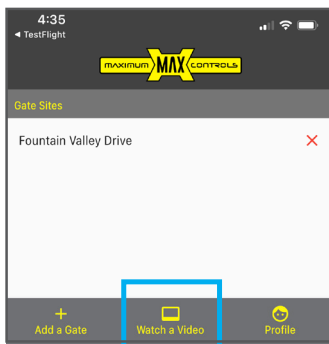 4:35
◀ TestFlight
MAXIMUM MAX CONTROLS
Gate Sites
Fountain Valley Drive
Add a Gate
Watch a Video
Profile